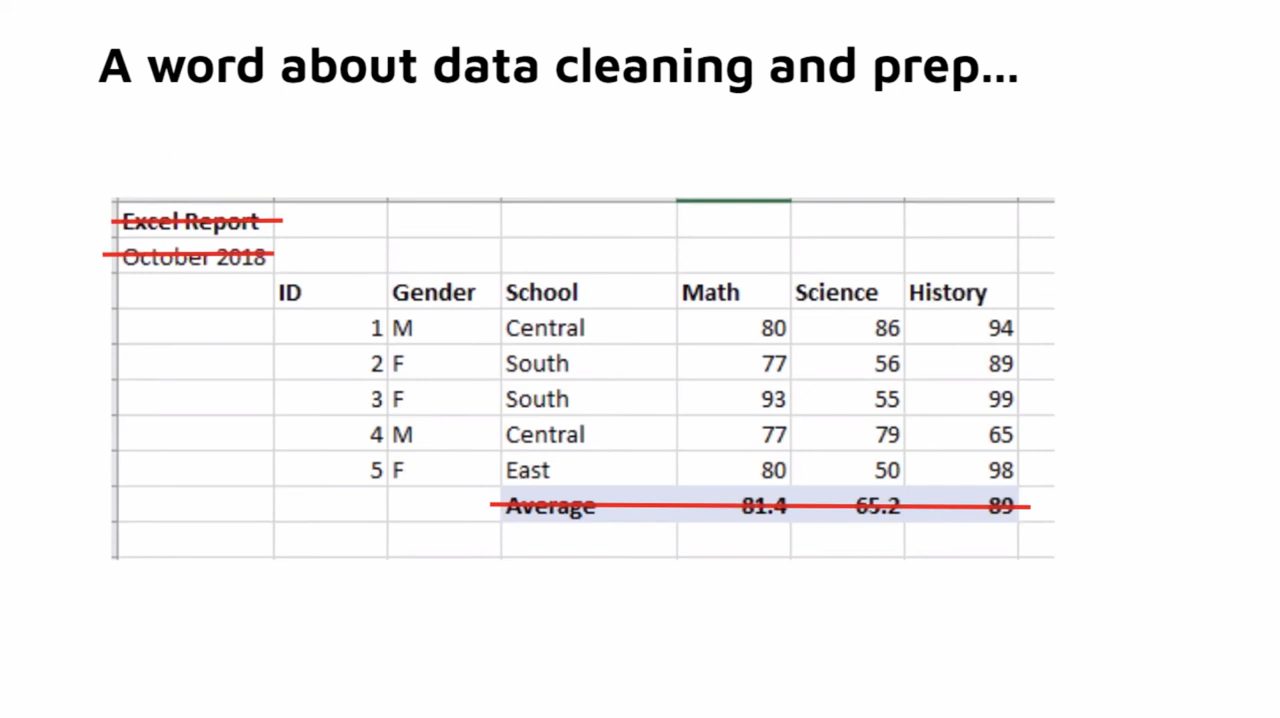 A word about data cleaning and prep...
Excel Report
October 2018
ID Gender School Math Science History
1 M Central 80 86 94
2 F South 77 56 89
3 F South 93 55 99
4 M Central 77 79 65
5 F East 80 50 98
Average 81.4 65.2 89